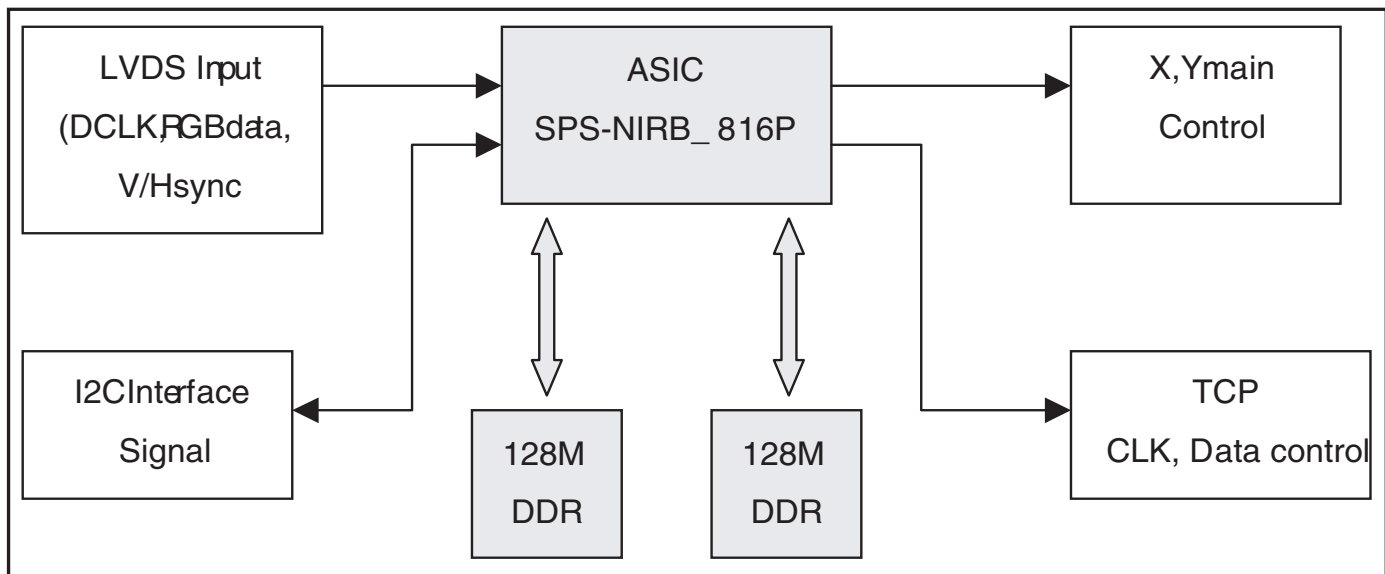 LVDS Input
(DCLK,RGBdata,
V/Hsync
ASIC
SPS-NIRB_ 816P
X,Ymain
Control
I2CInterface
Signal
128M
DDR
128M
DDR
TCP
CLK, Data control